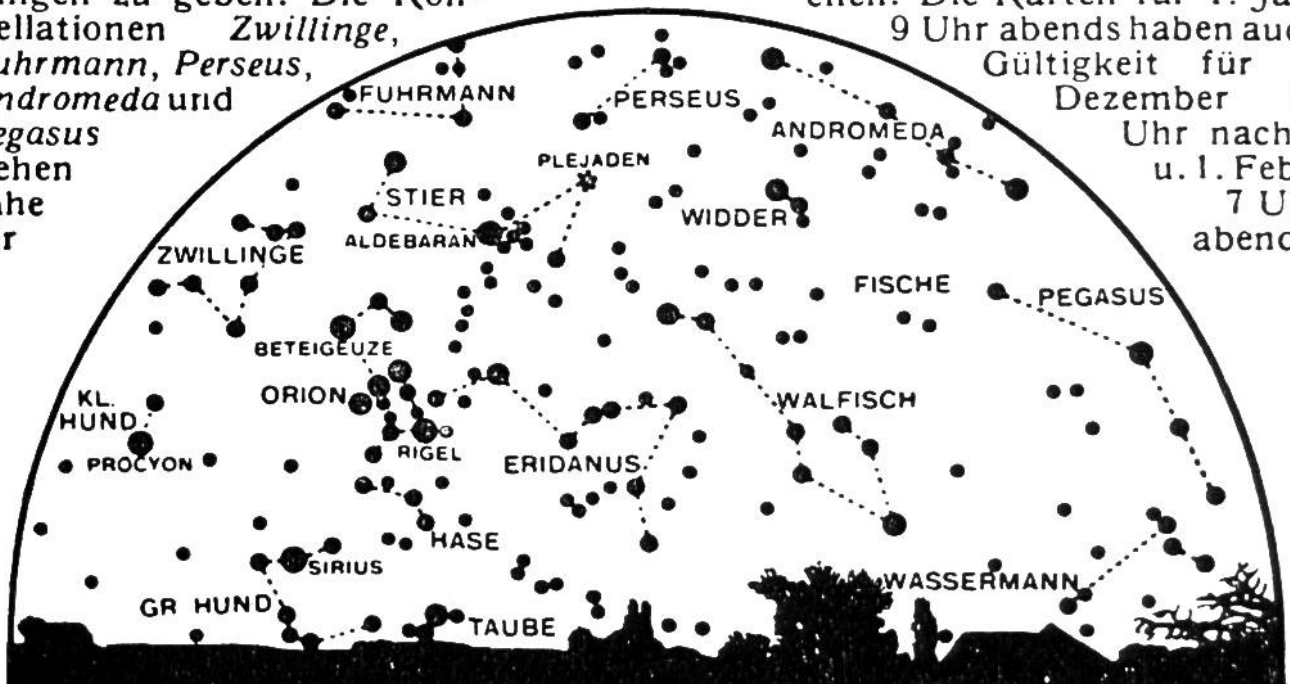 ellationen Zwillinge,
uhrmann, Perseus,
ndromeda und
egasus
ehen
ahe
r
9 Uhr abends haben auc
Gültigkeit für
Dezember
Uhr nach
u. 1. Feb
7 U
abend
FUHRMANN
PERSEUS
ANDROMEDA
PLEJADEN
STIER
WIDDER
ALDEBARAN
ZWILLINGE
FISCHE
PEGASUS
BETEIGEUZE
ORION
KL.
HUND
WALFISCH
RIGEL
PROCYON
ERIDANUS
HASE
SIRIUS
WASSERMANN
GR HUND
TAUBE